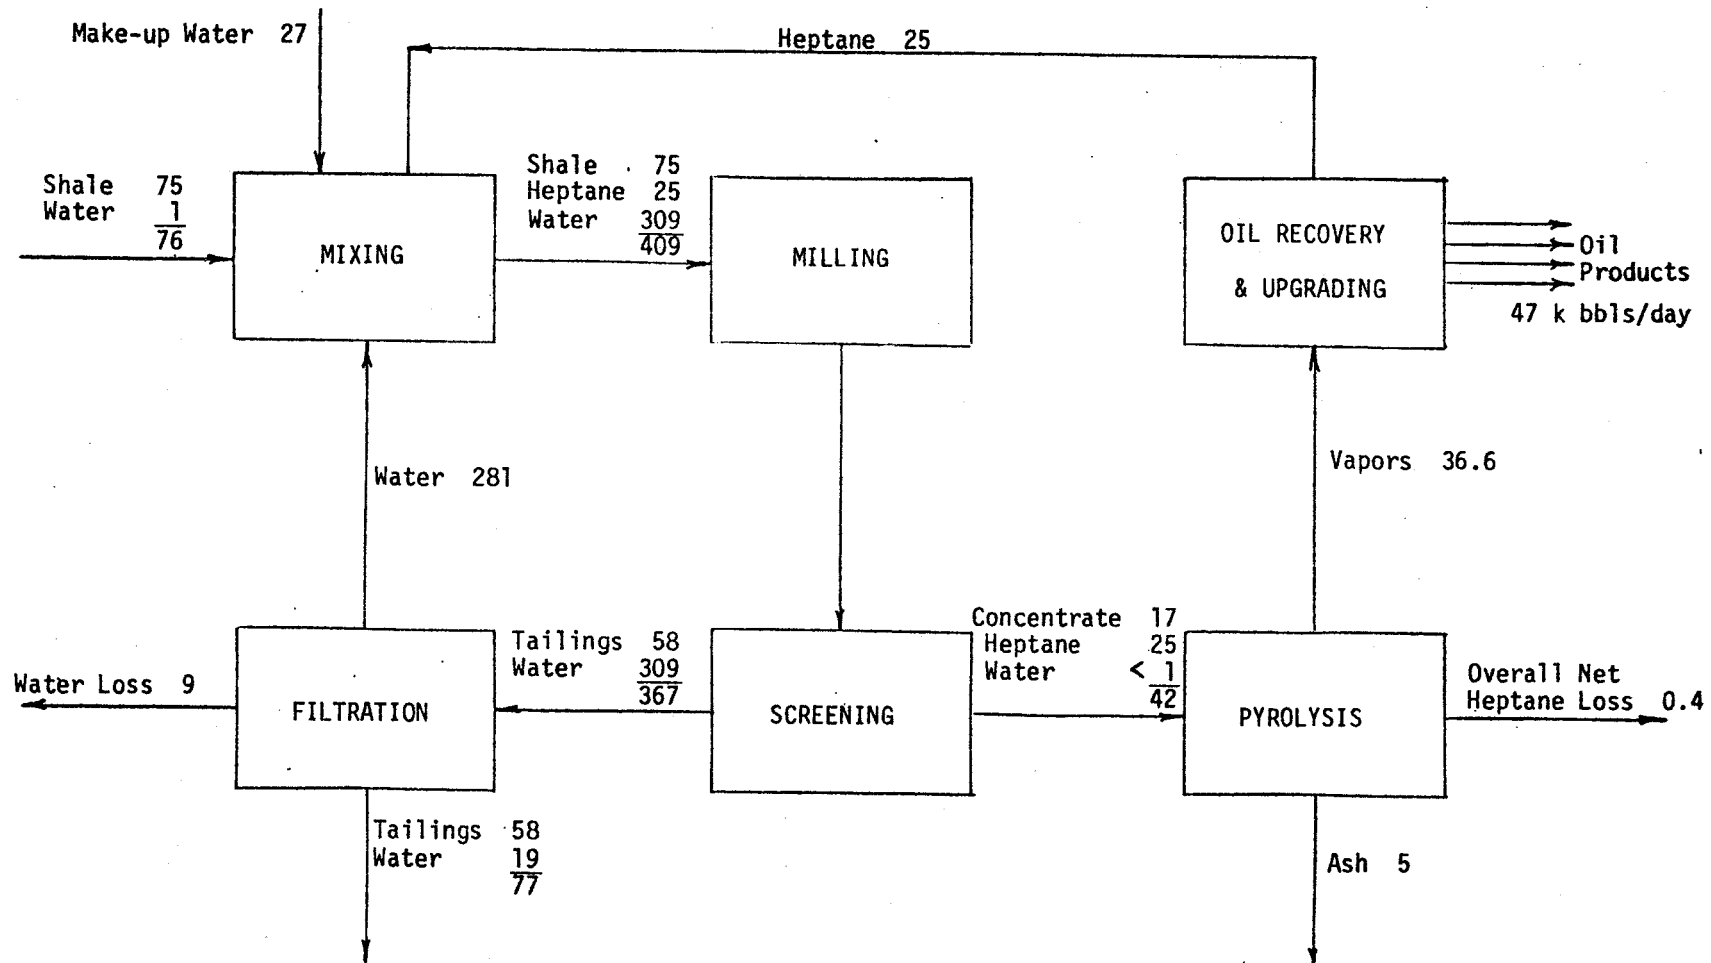 Make-up Water 27
Heptane 25
Shale 75
Water 1
76
MIXING
Shale 75
Heptane 25
Water 309
409
MILLING
OIL RECOVERY
& UPGRADING
Oil
Products
47 k bbls/day
Water 281
Vapors 36.6
Water Loss 9
FILTRATION
Tailings 58
Water 309
367
SCREENING
Concentrate 17
Heptane 25
Water < 1
42
PYROLYSIS
Overall Net
Heptane Loss 0.4
Tailings 58
Water 19
77
Ash 5